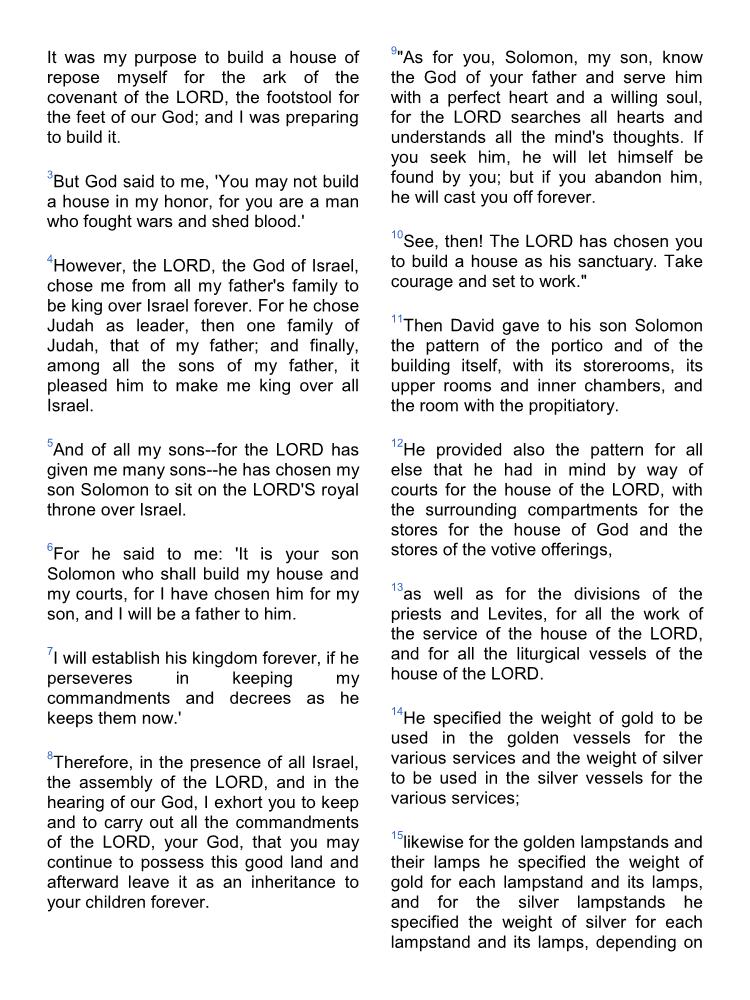 It was my purpose to build a house of
repose myself for the ark of the
covenant of the LORD, the footstool for
the feet of our God; and I was preparing
to build it.
3But God said to me, 'You may not build
a house in my honor, for you are a man
who fought wars and shed blood.'
4However, the LORD, the God of Israel,
chose me from all my father's family to
be king over Israel forever. For he chose
Judah as leader, then one family of
Judah, that of my father; and finally,
among all the sons of my father, it
pleased him to make me king over all
Israel.
5And of all my sons--for the LORD has
given me many sons--he has chosen my
son Solomon to sit on the LORD'S royal
throne over Israel.
6For he said to me: 'It is your son
Solomon who shall build my house and
my courts, for I have chosen him for my
son, and I will be a father to him.
7I will establish his kingdom forever, if he
perseveres in keeping my
commandments and decrees as he
keeps them now.'
8Therefore, in the presence of all Israel,
the assembly of the LORD, and in the
hearing of our God, I exhort you to keep
and to carry out all the commandments
of the LORD, your God, that you may
continue to possess this good land and
afterward leave it as an inheritance to
your children forever.
9"As for you, Solomon, my son, know
the God of your father and serve him
with a perfect heart and a willing soul,
for the LORD searches all hearts and
understands all the mind's thoughts. If
you seek him, he will let himself be
found by you; but if you abandon him,
he will cast you off forever.
10See, then! The LORD has chosen you
to build a house as his sanctuary. Take
courage and set to work."
11Then David gave to his son Solomon
the pattern of the portico and of the
building itself, with its storerooms, its
upper rooms and inner chambers, and
the room with the propitiatory.
12He provided also the pattern for all
else that he had in mind by way of
courts for the house of the LORD, with
the surrounding compartments for the
stores for the house of God and the
stores of the votive offerings,
13as well as for the divisions of the
priests and Levites, for all the work of
the service of the house of the LORD,
and for all the liturgical vessels of the
house of the LORD.
14He specified the weight of gold to be
used in the golden vessels for the
various services and the weight of silver
to be used in the silver vessels for the
various services;
15likewise for the golden lampstands and
their lamps he specified the weight of
gold for each lampstand and its lamps,
and for the silver lampstands he
specified the weight of silver for each
lampstand and its lamps, depending on